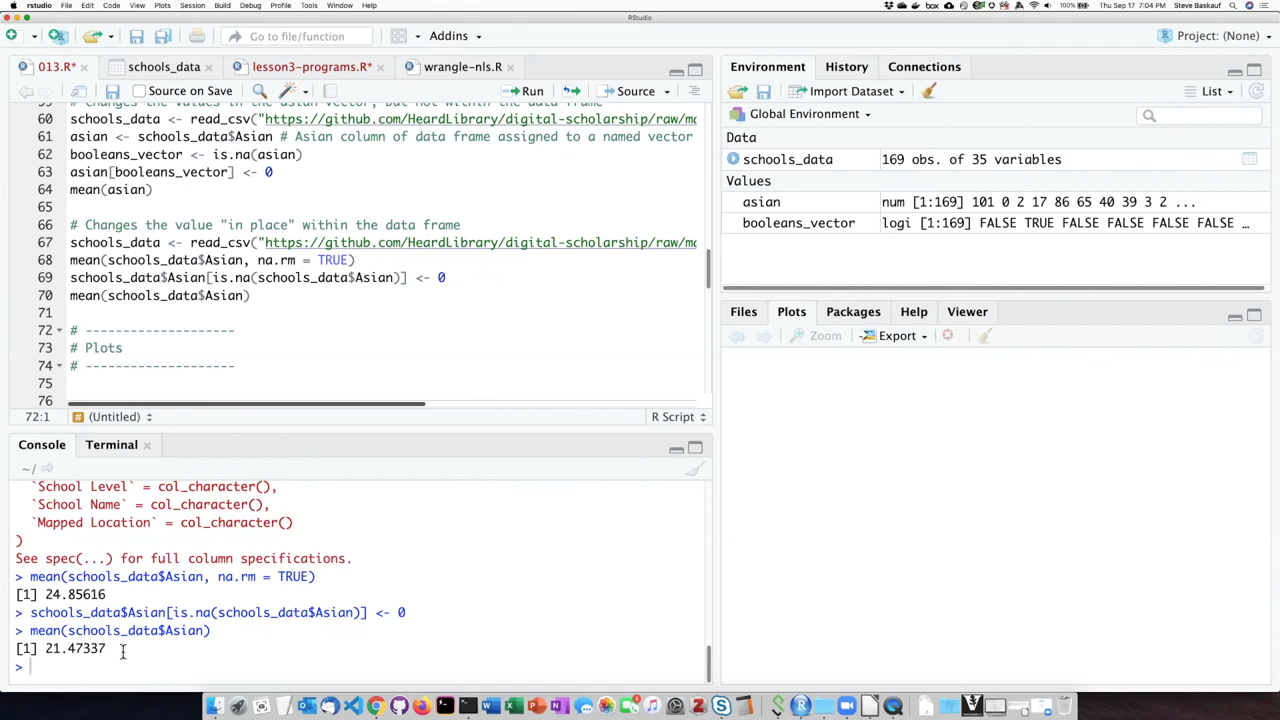 rstudio File Edit Code View Plots Session Build Debug Profile Tools Window Help
box 100% Thu Sep 17 7:04 PM Steve Baskauf
RStudio
Go to file/function
Addins
Project: (None)
013.R*
schools_data
lesson3-programs.R*
wrangle-nls.R
Source on Save
Run
Source
60 schools_data <- read_csv("https://github.com/HeardLibrary/digital-scholarship/raw/ma
61 asian <- schools_data$Asian # Asian column of data frame assigned to a named vector
62 booleans_vector <- is.na(asian)
63 asian[booleans_vector] <- 0
64 mean(asian)
65
66 # Changes the value "in place" within the data frame
67 schools_data <- read_csv("https://github.com/HeardLibrary/digital-scholarship/raw/ma
68 mean(schools_data$Asian, na.rm = TRUE)
69 schools_data$Asian[is.na(schools_data$Asian)] <- 0
70 mean(schools_data$Asian)
71
72 # --------------------
73 # Plots
74 # --------------------
75
76
72:1
# (Untitled)
R Script
Console
Terminal
~/
`School Level` = col_character(),
`School Name` = col_character(),
`Mapped Location` = col_character()
)
See spec(...) for full column specifications.
> mean(schools_data$Asian, na.rm = TRUE)
[1] 24.85616
> schools_data$Asian[is.na(schools_data$Asian)] <- 0
> mean(schools_data$Asian)
[1] 21.47337
>
Environment
History
Connections
Import Dataset
List
Global Environment
Data
schools_data 169 obs. of 35 variables
Values
asian num [1:169] 101 0 2 17 86 65 40 39 3 2 ...
booleans_vector logi [1:169] FALSE TRUE FALSE FALSE FALSE FALSE …
Files
Plots
Packages
Help
Viewer
Zoom
Export